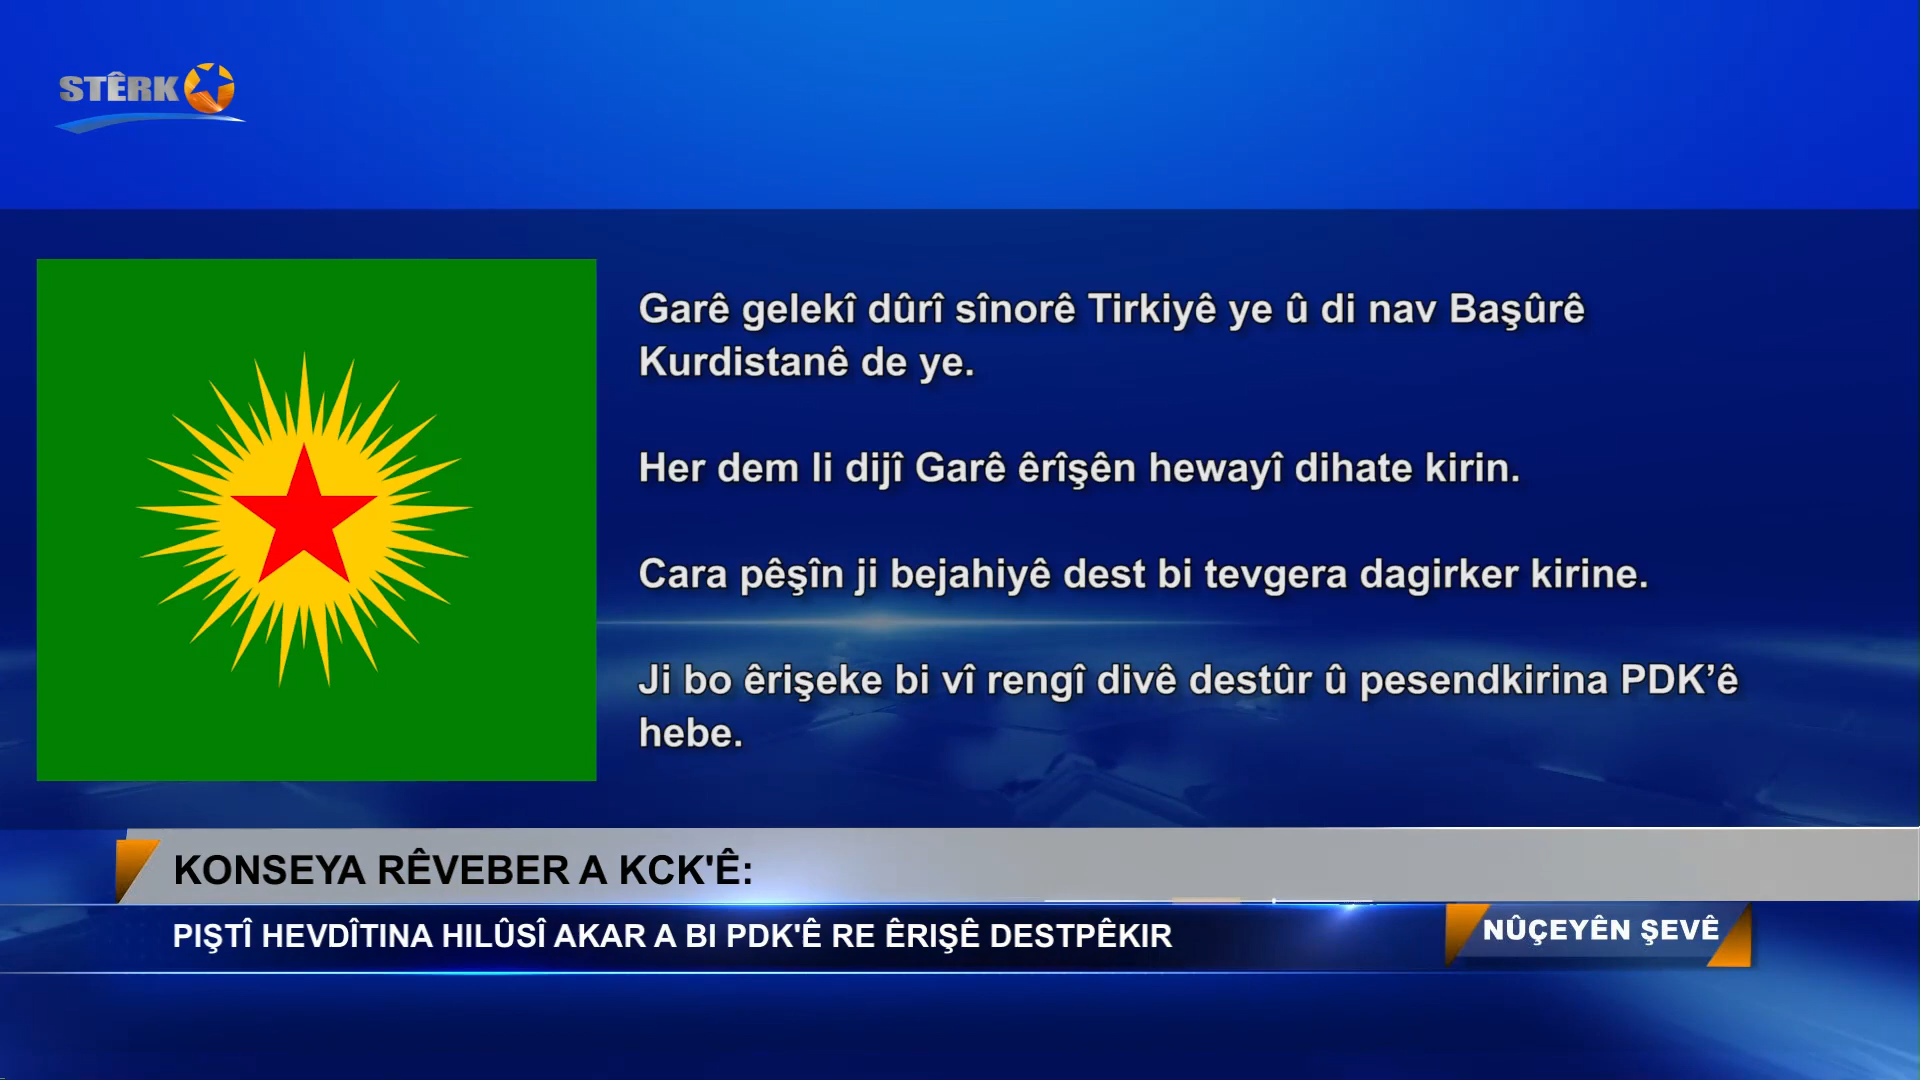 STÊRK
Garê gelekî dûrî sînorê Tirkiyê ye û di nav Başûrê
Kurdistanê de ye.
Her dem li dijî Garê êrîşên hewayî dihate kirin.
Cara pêşîn ji bejahiyê dest bi tevgera dagirker kirine.
Ji bo êrişeke bi vî rengî divê destûr û pesendkirina PDK’ê
hebe.
KONSEYA RÊVEBER A KCK'Ê:
PIŞTÎ HEVDÎTINA HILÛSÎ AKAR A BI PDK'Ê RE ÊRIŞÊ DESTPÊKIR
NÛÇEYÊN ŞEVÊ